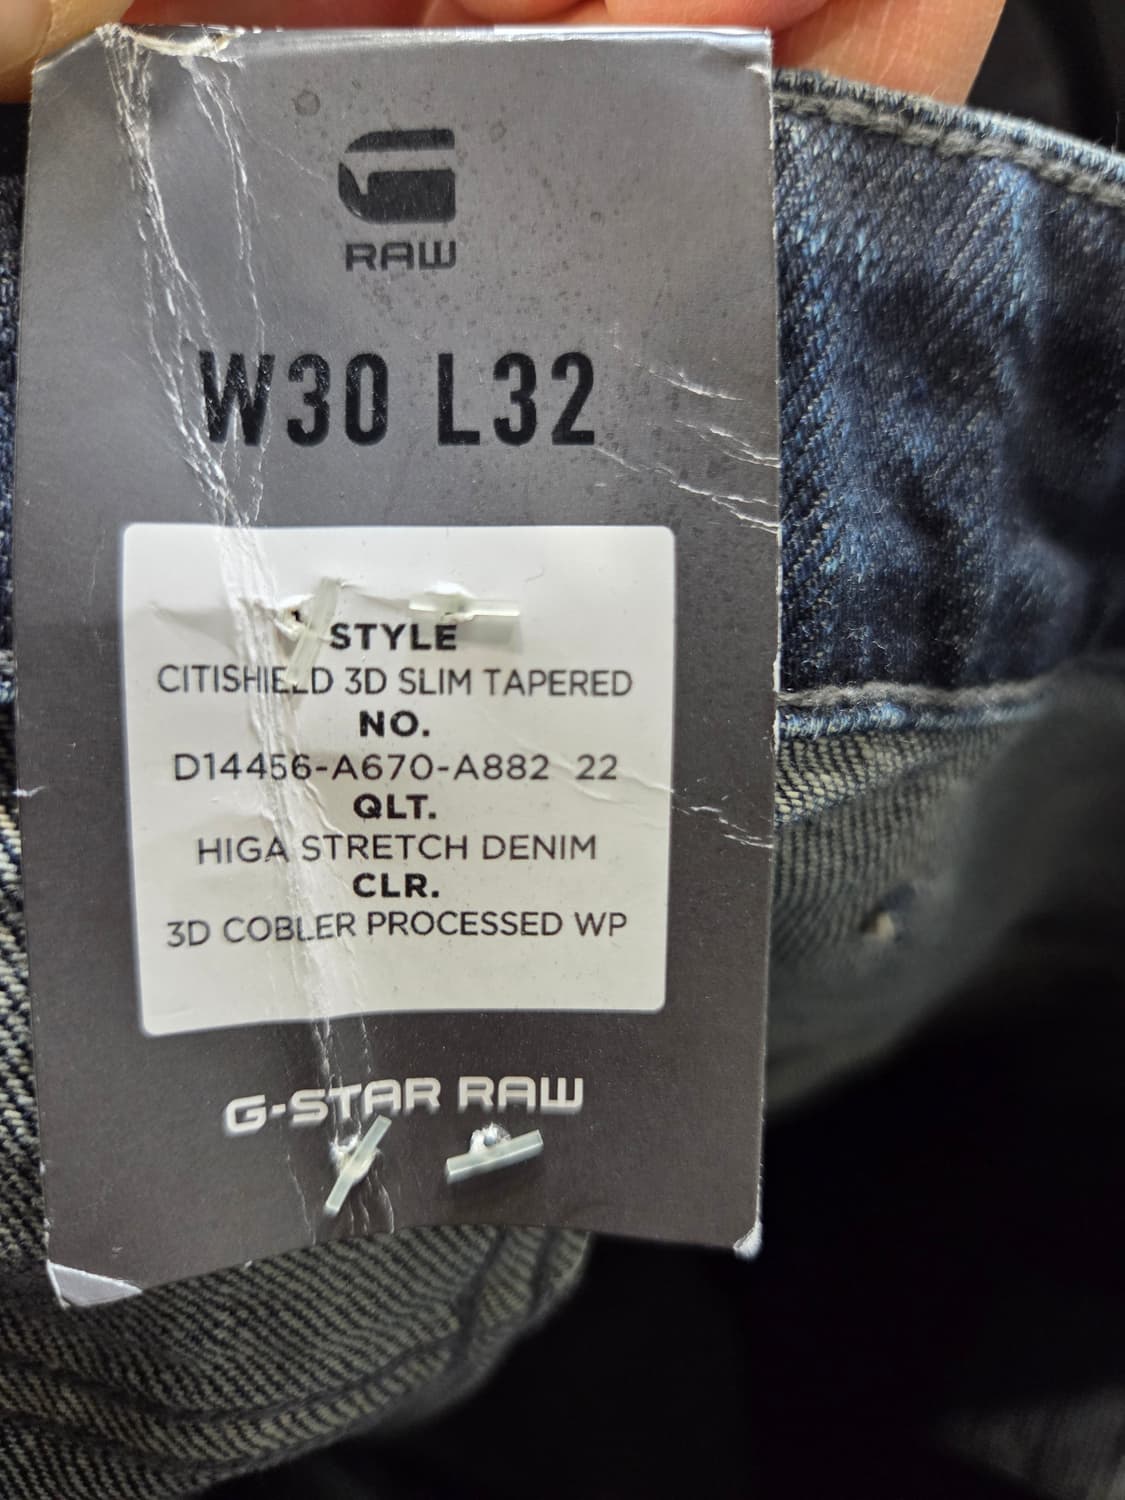 RAW
W30 L32
STYLE
CITISHIELD 3D SLIM TAPERED
NO.
D14456-A670-A882 22
QLT.
HIGA STRETCH DENIM
CLR.
3D COBLER PROCESSED WP
G-STAR RAW